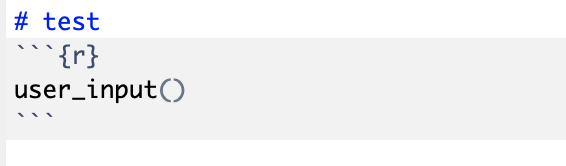 # test
```{r}
user_input()
```